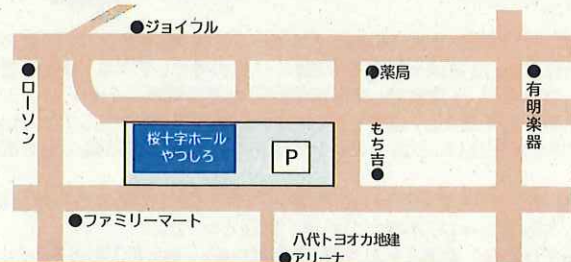 ●ジョイフル
●ローソン
●薬局
●有明楽器
桜十字ホール
やつしろ
P
もち吉●
●ファミリーマート
八代トヨオカ地建
●アリーナ